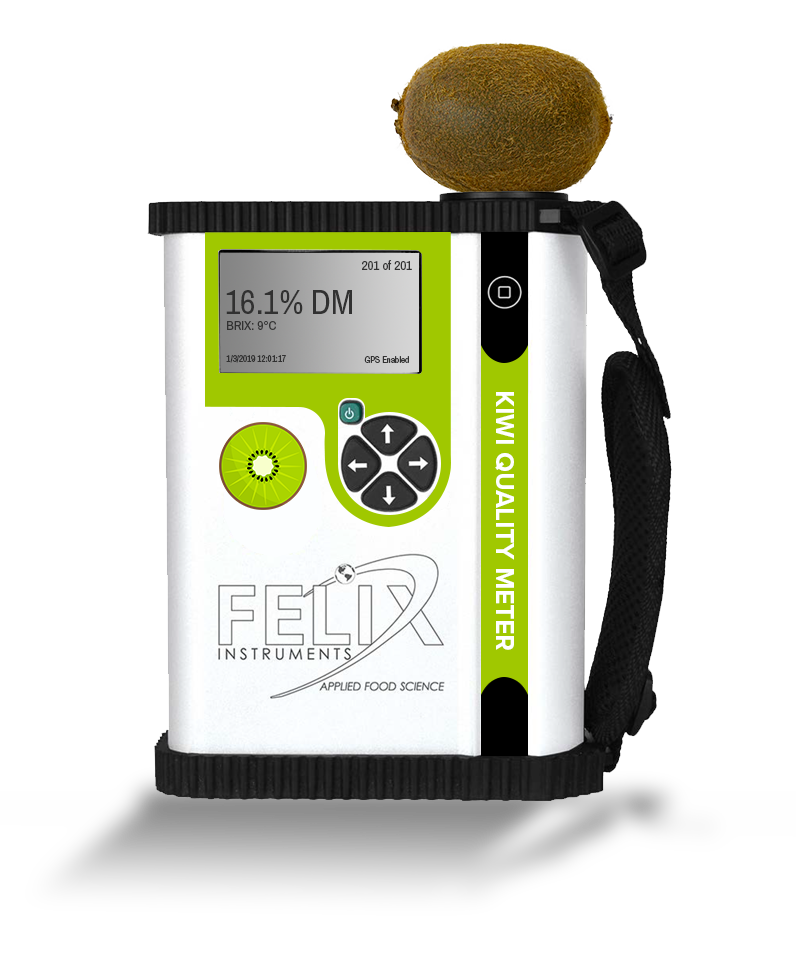 201 of 201
16.1% DM
BRIX: 9°C
1/3/2019 12:01:17 GPS Enabled
KIWI QUALITY METER
FELIX
INSTRUMENTS
APPLIED FOOD SCIENCE